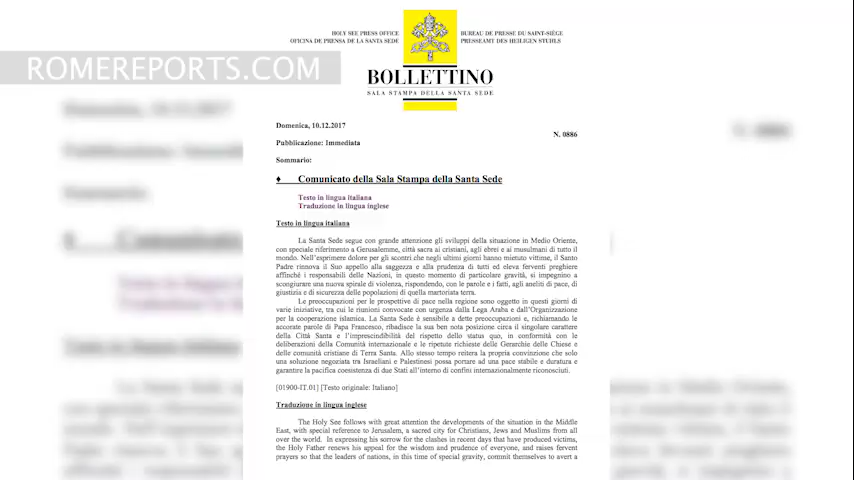 HOLY SEE PRESS OFFICE
OFICINA DE PRENSA DE LA SANTA SEDE
BUREAU DE PRESSE DU SAINT-SIÈGE
PRESSEAMT DES HEILIGEN STUHLS
ROMEREPORTS.COM
BOLLETTINO
SALA STAMPA DELLA SANTA SEDE
Domenica, 10.12.2017
N. 0886
Pubblicazione: Immediata
Sommario:
♦ Comunicato della Sala Stampa della Santa Sede
Testo in lingua italiana
Traduzione in lingua inglese
Testo in lingua italiana
La Santa Sede segue con grande attenzione gli sviluppi della situazione in Medio Oriente,
con speciale riferimento a Gerusalemme, città sacra ai cristiani, agli ebrei e ai musulmani di tutto il
mondo. Nell'esprimere dolore per gli scontri che negli ultimi giorni hanno mietuto vittime, il Santo
Padre rinnova il Suo appello alla saggezza e alla prudenza di tutti ed eleva ferventi preghiere
affinché i responsabili delle Nazioni, in questo momento di particolare gravità, si impegnino a
scongiurare una nuova spirale di violenza, rispondendo, con le parole e i fatti, agli aneliti di pace, di
giustizia e di sicurezza delle popolazioni di quella martoriata terra.
Le preoccupazioni per le prospettive di pace nella regione sono oggetto in questi giorni di
varie iniziative, tra cui le riunioni convocate con urgenza dalla Lega Araba e dall'Organizzazione
per la cooperazione islamica. La Santa Sede è sensibile a dette preoccupazioni e, richiamando le
accorate parole di Papa Francesco, ribadisce la sua ben nota posizione circa il singolare carattere
della Città Santa e l'imprescindibilità del rispetto dello status quo, in conformità con le
deliberazioni della Comunità internazionale e le ripetute richieste delle Gerarchie delle Chiese e
delle comunità cristiane di Terra Santa. Allo stesso tempo reitera la propria convinzione che solo
una soluzione negoziata tra Israeliani e Palestinesi possa portare ad una pace stabile e duratura e
garantire la pacifica coesistenza di due Stati all'interno di confini internazionalmente riconosciuti.
[01900-IT.01] [Testo originale: Italiano]
Traduzione in lingua inglese
The Holy See follows with great attention the developments of the situation in the Middle
East, with special reference to Jerusalem, a sacred city for Christians, Jews and Muslims from all
over the world. In expressing his sorrow for the clashes in recent days that have produced victims,
the Holy Father renews his appeal for the wisdom and prudence of everyone, and raises fervent
prayers so that the leaders of nations, in this time of special gravity, commit themselves to avert a